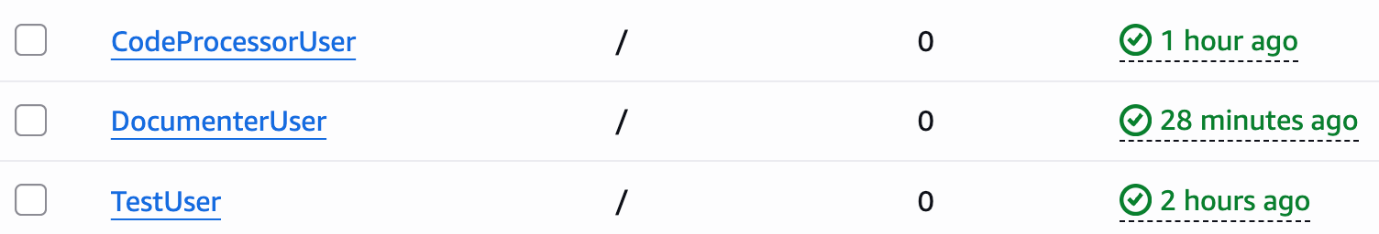 CodeProcessorUser / 0 1 hour ago
DocumenterUser / 0 28 minutes ago
TestUser / 0 2 hours ago